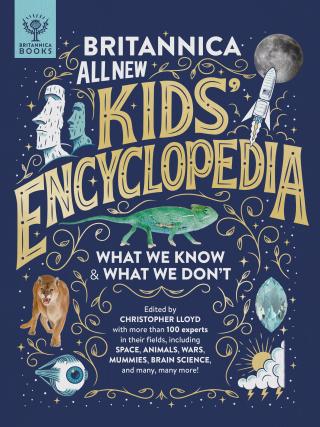 BRITANNICA
BOOKS
BRITANNICA
ALL NEW
KIDS'
ENCYCLOPEDIA
WHAT WE KNOW
& WHAT WE DON'T
Edited by
CHRISTOPHER LLOYD
with more than 100 experts
in their fields, including
SPACE, ANIMALS, WARS,
MUMMIES, BRAIN SCIENCE,
and many, many more!